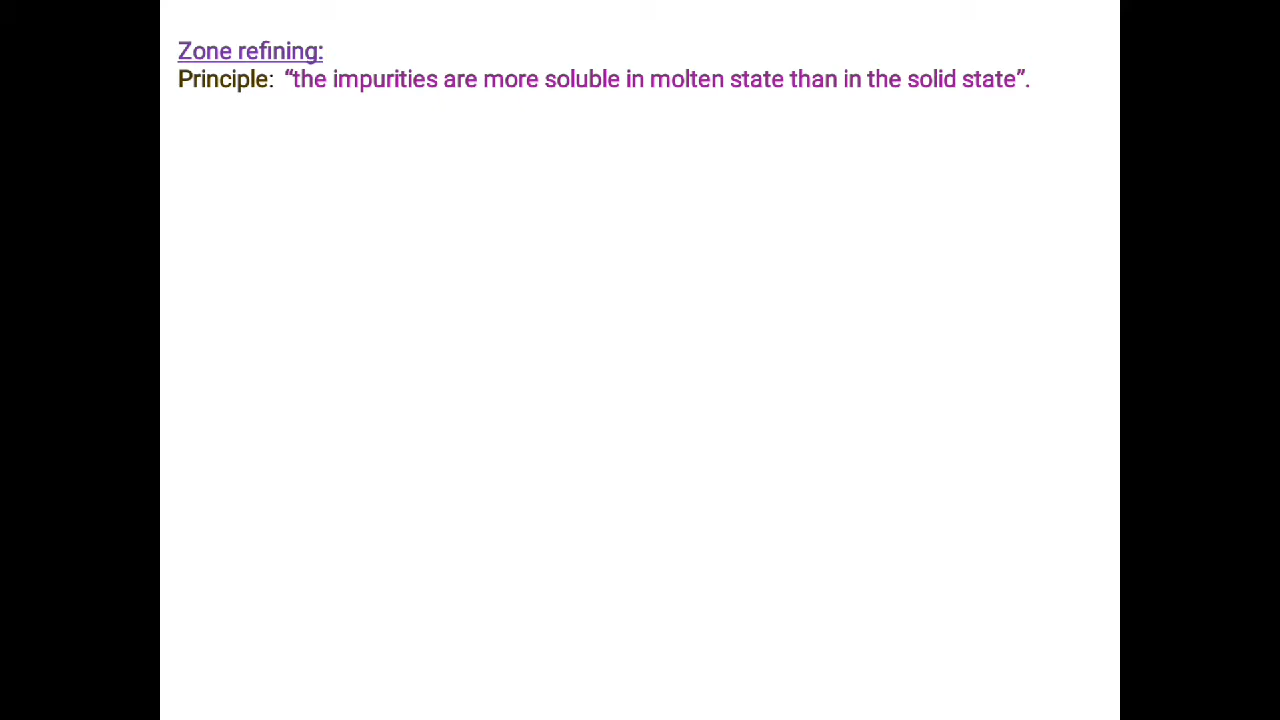 Zone refining:
Principle: “the impurities are more soluble in molten state than in the solid state”.